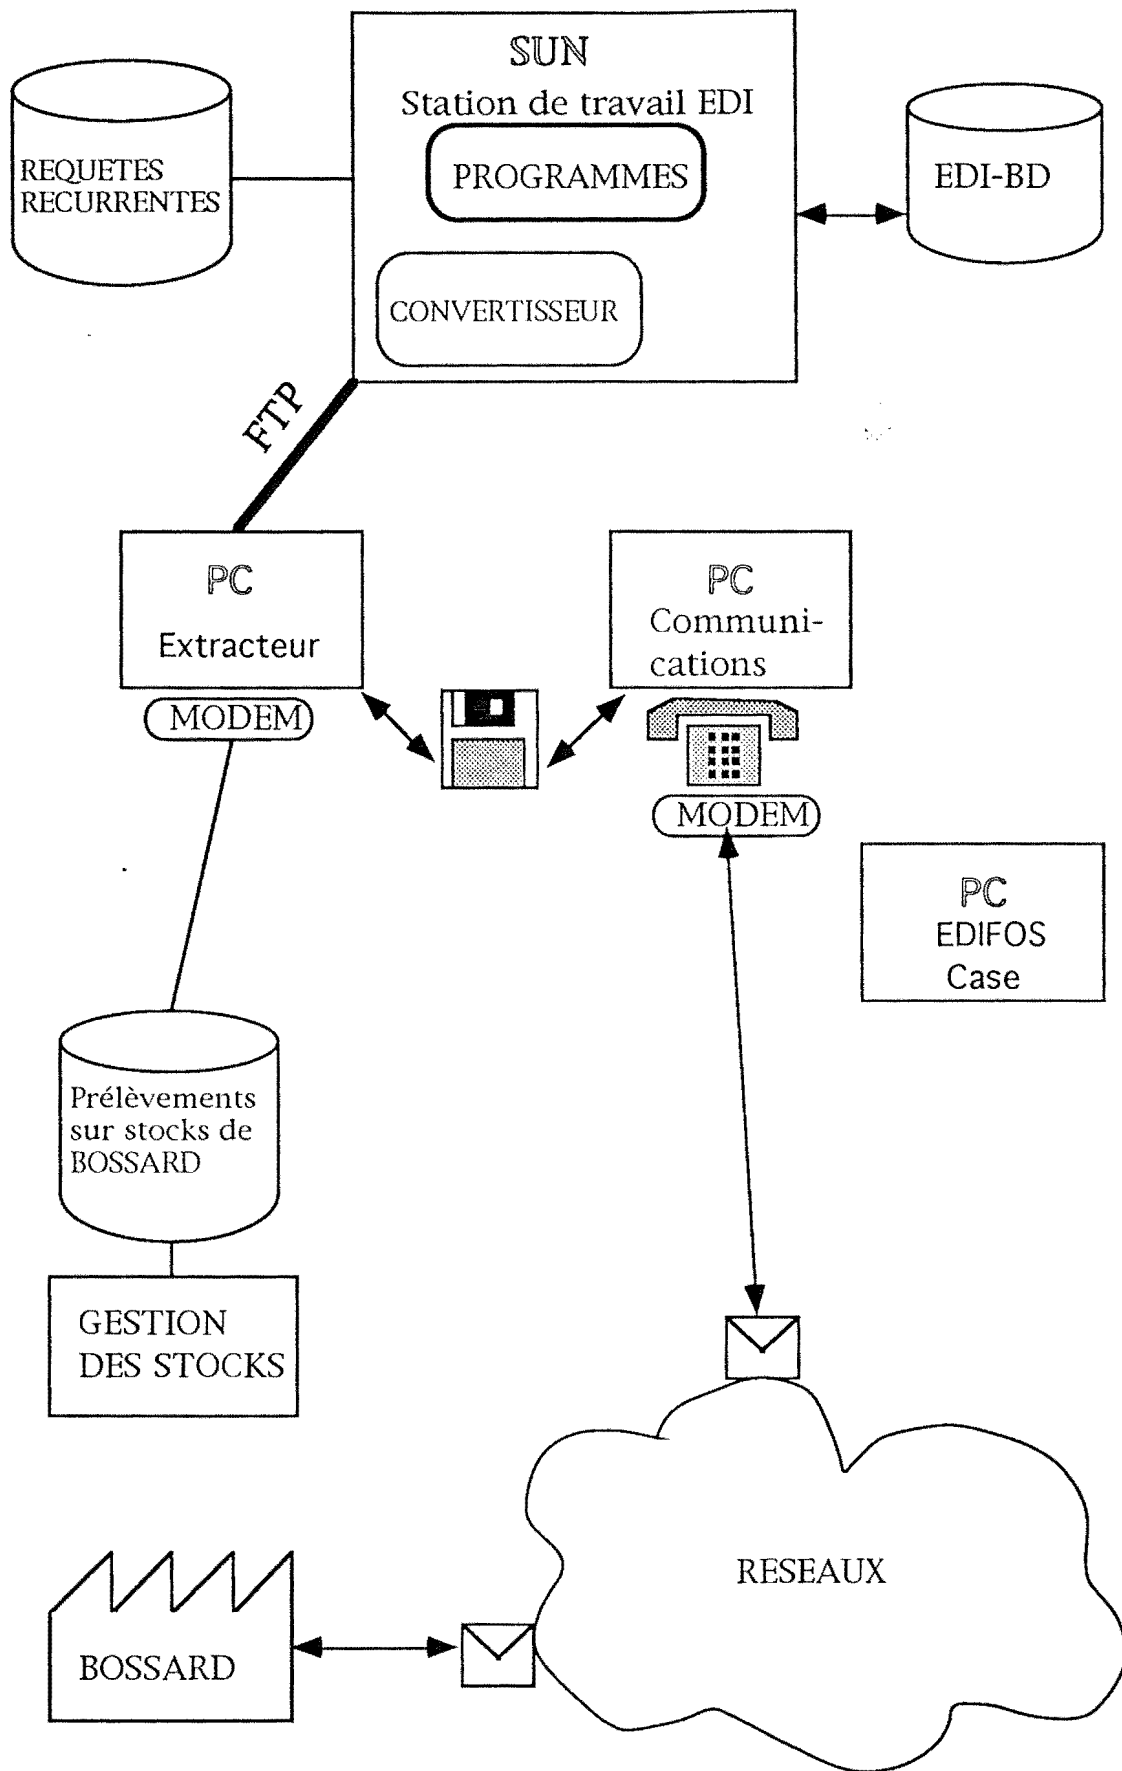 SUN
Station de travail EDI
PROGRAMMES
CONVERTISSEUR
REQUETES
RECURRENTES
EDI-BD
FTP
PC
Extracteur
MODEM
PC
Communi-
cations
MODEM
PC
EDIFOS
Case
Prélèvements
sur stocks de
BOSSARD
GESTION
DES STOCKS
RESEAUX
BOSSARD